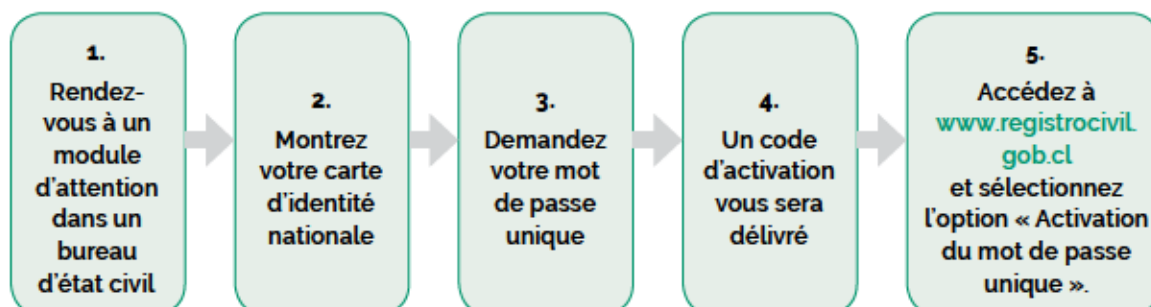 1.
Rendez-
vous à un
module
d'attention
dans un
bureau
d'état civil
2.
Montrez
votre carte
d'identité
nationale
3.
Demandez
votre mot
de passe
unique
4.
Un code
d'activation
vous sera
délivré
5.
Accédez à
www.registrocivil.
gob.cl
et sélectionnez
l'option « Activation
du mot de passe
unique ».